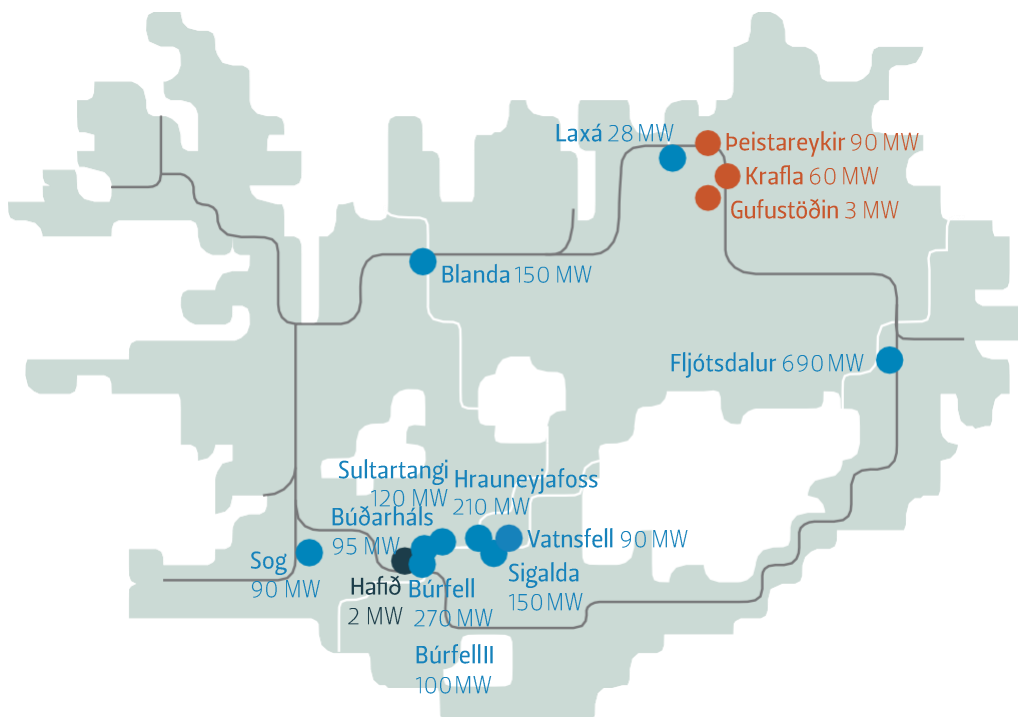 Laxá 28 MW
Þeistareykir 90 MW
Krafla 60 MW
Gufustöðin 3 MW
Blanda 150 MW
Fljótsdalur 690 MW
Sultartangi
120 MW
Hrauneyjafoss
210 MW
Búðarháls
95 MW
Vatnsfell 90 MW
Sog
90 MW
Sigalda
150 MW
Hafið
2 MW
Búrfell
270 MW
BúrfellII
100 MW